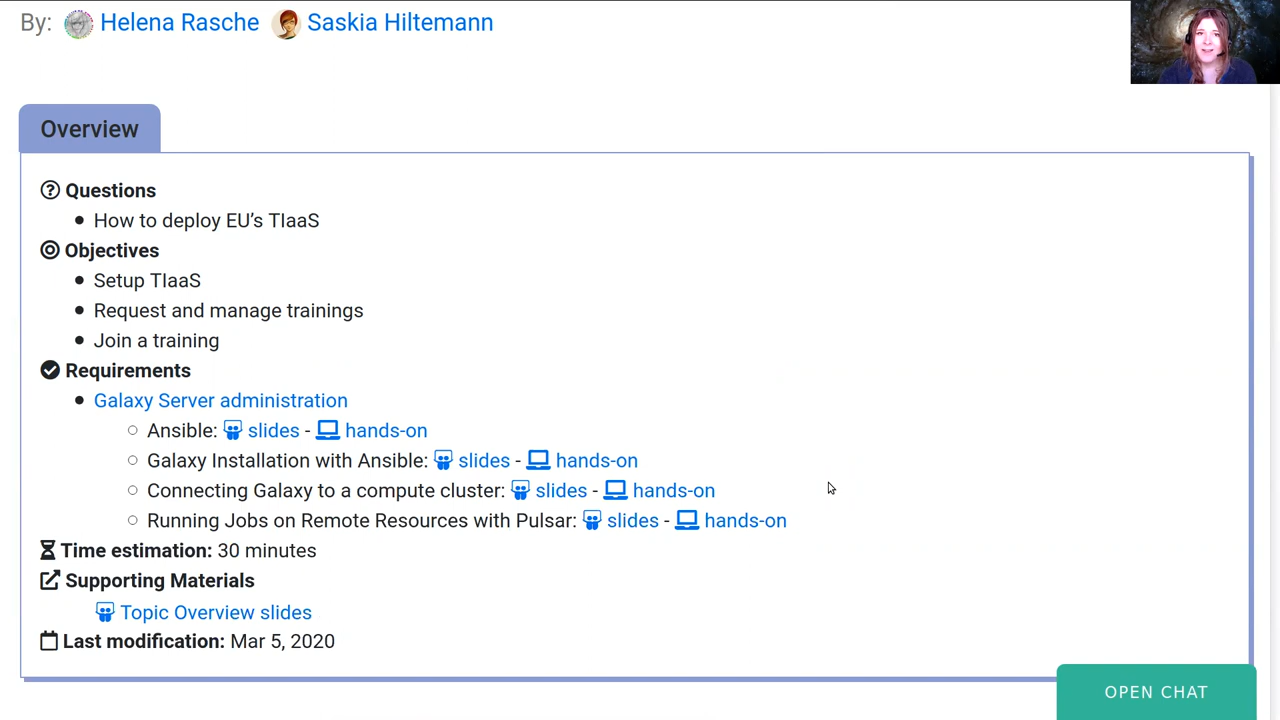 By: Helena Rasche Saskia Hiltemann
Overview
Questions
How to deploy EU’s TIaaS
Objectives
Setup TIaaS
Request and manage trainings
Join a training
Requirements
Galaxy Server administration
Ansible: slides - hands-on
Galaxy Installation with Ansible: slides - hands-on
Connecting Galaxy to a compute cluster: slides - hands-on
Running Jobs on Remote Resources with Pulsar: slides - hands-on
Time estimation: 30 minutes
Supporting Materials
Topic Overview slides
Last modification: Mar 5, 2020
OPEN CHAT